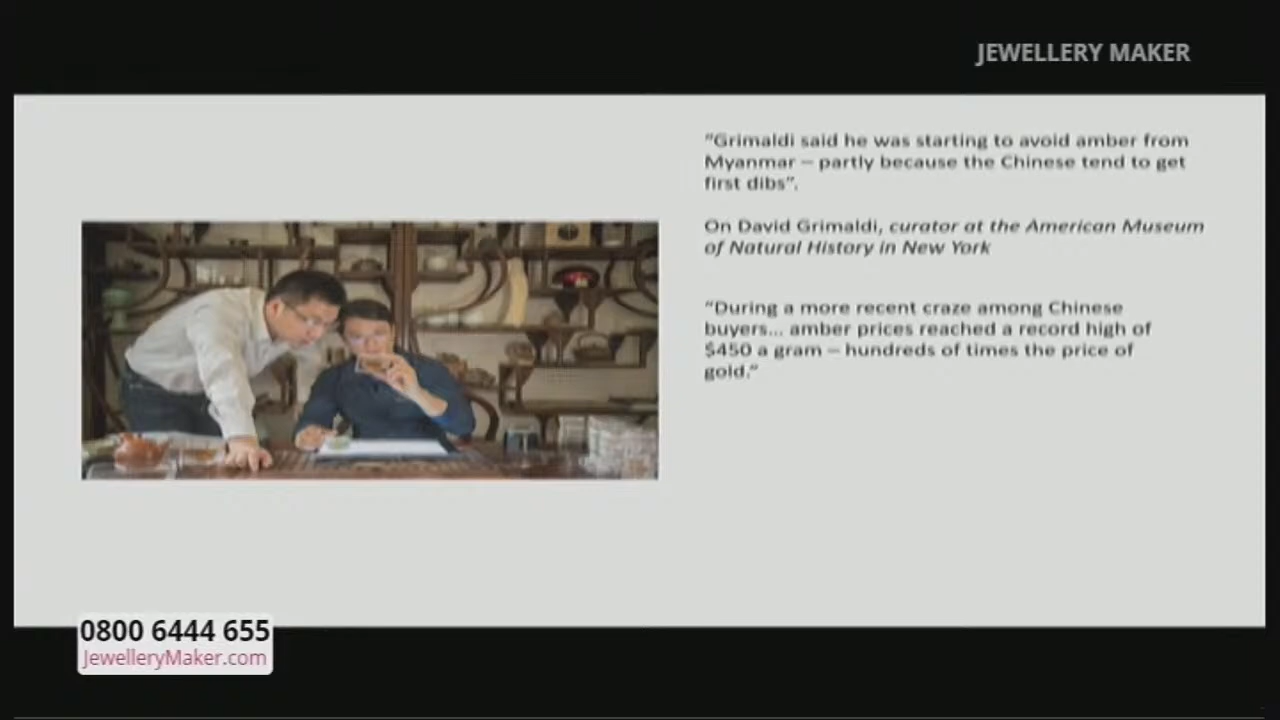 JEWELLERY MAKER
"Grimaldi said he was starting to avoid amber from
Myanmar – partly because the Chinese tend to get
first dibs".
On David Grimaldi, curator at the American Museum
of Natural History in New York
"During a more recent craze among Chinese
buyers... amber prices reached a record high of
$450 a gram – hundreds of times the price of
gold."
0800 6444 655
JewelleryMaker.com